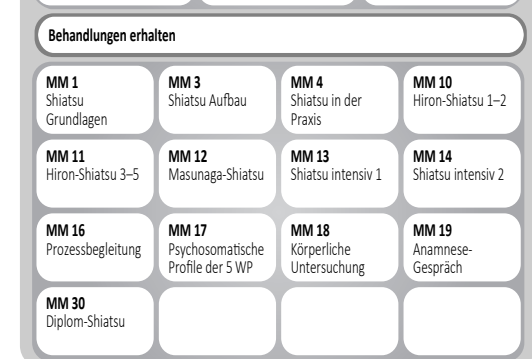 Behandlungen erhalten
MM 1
Shiatsu
Grundlagen
MM 3
Shiatsu Aufbau
MM 4
Shiatsu in der
Praxis
MM 10
Hiron-Shiatsu 1–2
MM 11
Hiron-Shiatsu 3–5
MM 12
Masunaga-Shiatsu
MM 13
Shiatsu intensiv 1
MM 14
Shiatsu intensiv 2
MM 16
Prozessbegleitung
MM 17
Psychosomatische
Profile der 5 WP
MM 18
Körperliche
Untersuchung
MM 19
Anamnese-
Gespräch
MM 30
Diplom-Shiatsu